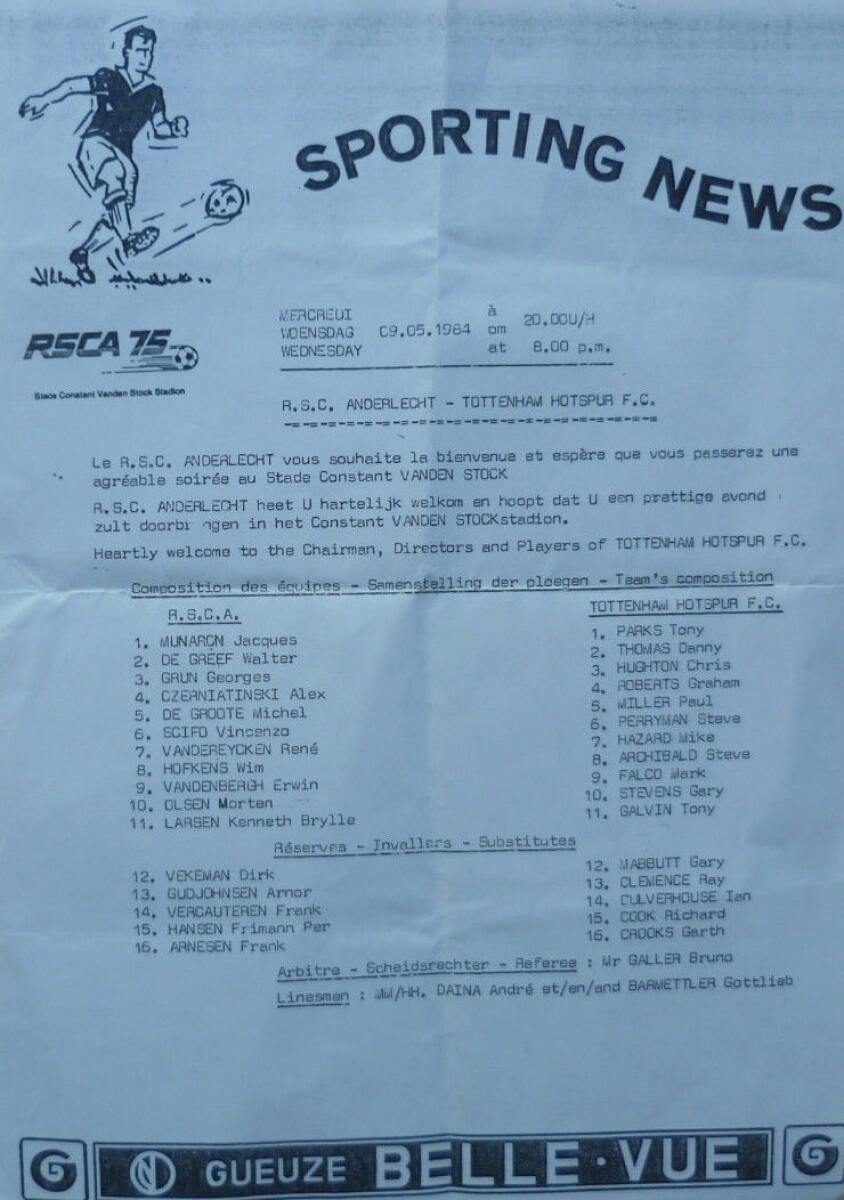 SPORTING NEWS
RSCA 75
Stade Constant Vanden Stock Stadion
MERCREDI à 20.00U/H
WOENSDAG 09.05.1984 om
WEDNESDAY at 8.00 p.m.
R.S.C. ANDERLECHT - TOTTENHAM HOTSPUR F.C.
Le R.S.C. ANDERLECHT vous souhaite la bienvenue et espère que vous passerez une
agréable soirée au Stade Constant VANDEN STOCK
R.S.C. ANDERLECHT heet U hartelijk welkom en hoopt dat U een prettige avond
zult doorbrengen in het Constant VANDEN STOCKstadion.
Heartly welcome to the Chairman, Directors and Players of TOTTENHAM HOTSPUR F.C.
Composition des équipes - Samenstelling der ploegen - Team's composition
R.S.C.A.
1. MUNARON Jacques
2. DE GREEF Walter
3. GRUN Georges
4. CZERNIATINSKI Alex
5. DE GROOTE Michel
6. SCIFO Vincenzo
7. VANDEREYCKEN René
8. HOFKENS Wim
9. VANDENBERGH Erwin
10. OLSEN Morten
11. LARSEN Kenneth Brylle
TOTTENHAM HOTSPUR F.C.
1. PARKS Tony
2. THOMAS Danny
3. HUGHTON Chris
4. ROBERTS Graham
5. MILLER Paul
6. PERRYMAN Steve
7. HAZARD Mike
8. ARCHIBALD Steve
9. FALCO Mark
10. STEVENS Gary
11. GALVIN Tony
Réserves - Invallers - Substitutes
12. VEKEMAN Dirk
13. GUDJOHNSEN Arnor
14. VERCAUTEREN Frank
15. HANSEN Frimann Per
16. ARNESEN Frank
12. MABBUTT Gary
13. CLEMENCE Ray
14. CULVERHOUSE Ian
15. COOK Richard
16. CROOKS Garth
Arbitre - Scheidsrechter - Referee : Mr GALLER Bruno
Linesmen : MM/HH. DAINA André et/en/and BARMETTLER Gottlieb
G GUEUZE BELLE·VUE G